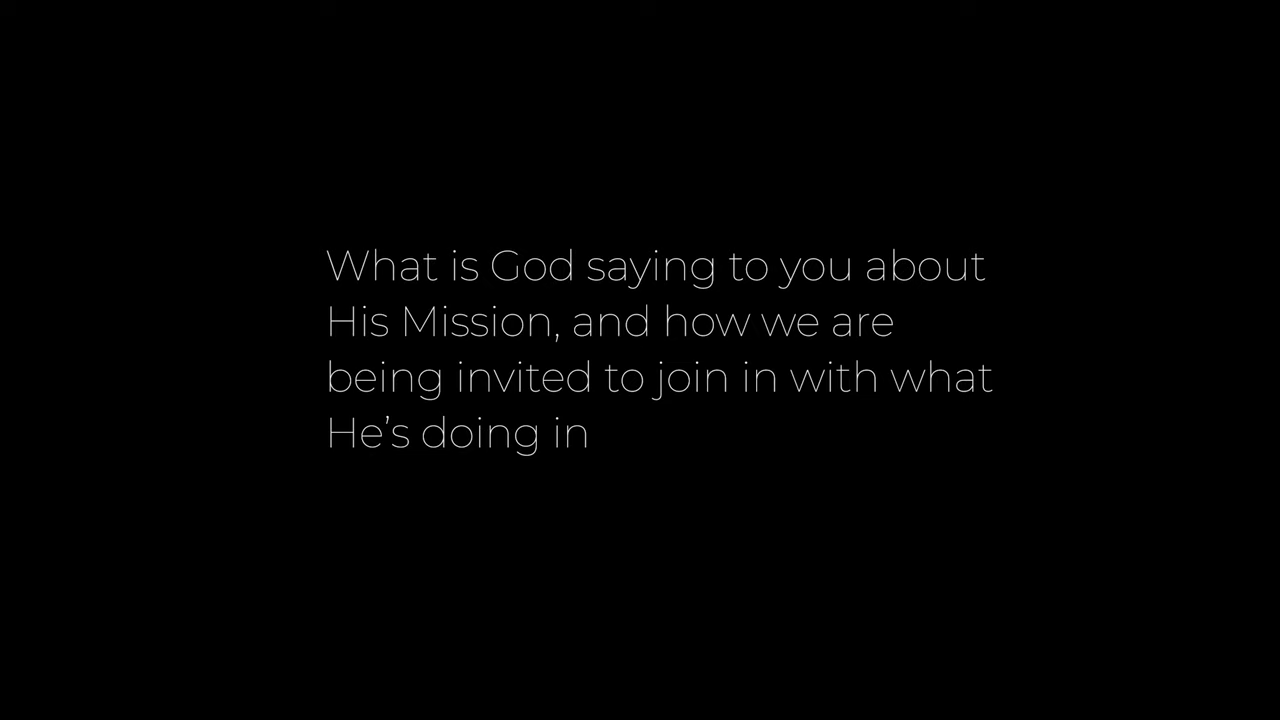 What is God saying to you about
His Mission, and how we are
being invited to join in with what
He’s doing in